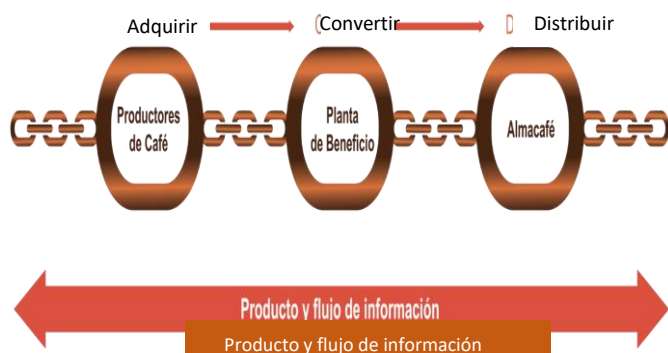 Adquirir
Convertir
D Distribuir
Productores
de Café
Planta
de Beneficio
Almacafé
Producto y flujo de información
Producto y flujo de información